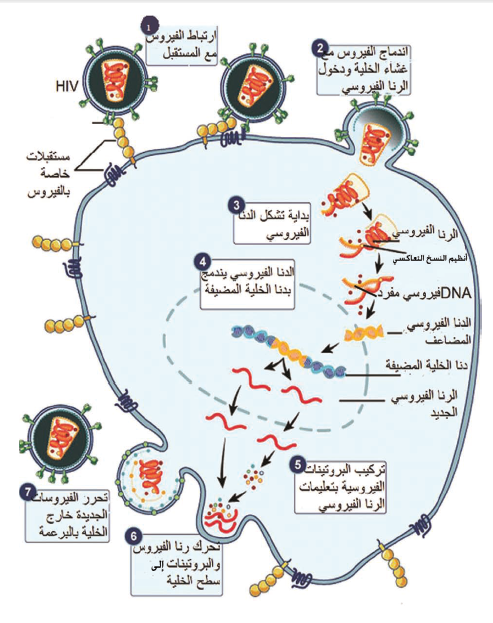 1
ارتباط الفيروس
مع المستقبل
2
اندماج الفيروس مع
غشاء الخلية ودخول
الرنا الفيروسي
HIV
مستقبلات
خاصة
بالفيروس
3
بداية تشكل الدنا
الفيروسي
الرنا الفيروسي
أنظيم النسخ التعاكسي
4
الدنا الفيروسي يندمج
بدنا الخلية المضيفة
DNAفيروسي مفرد
الدنا الفيروسي
المضاعف
دنا الخلية المضيفة
الرنا الفيروسي
الجديد
5
تركيب البروتينات
الفيروسية بتعليمات
الرنا الفيروسي
7
تحرر الفيروسات
الجديدة خارج
الخلية بالبرعمة
6
تحرك رنا الفيروس
والبروتينات إلى
سطح الخلية